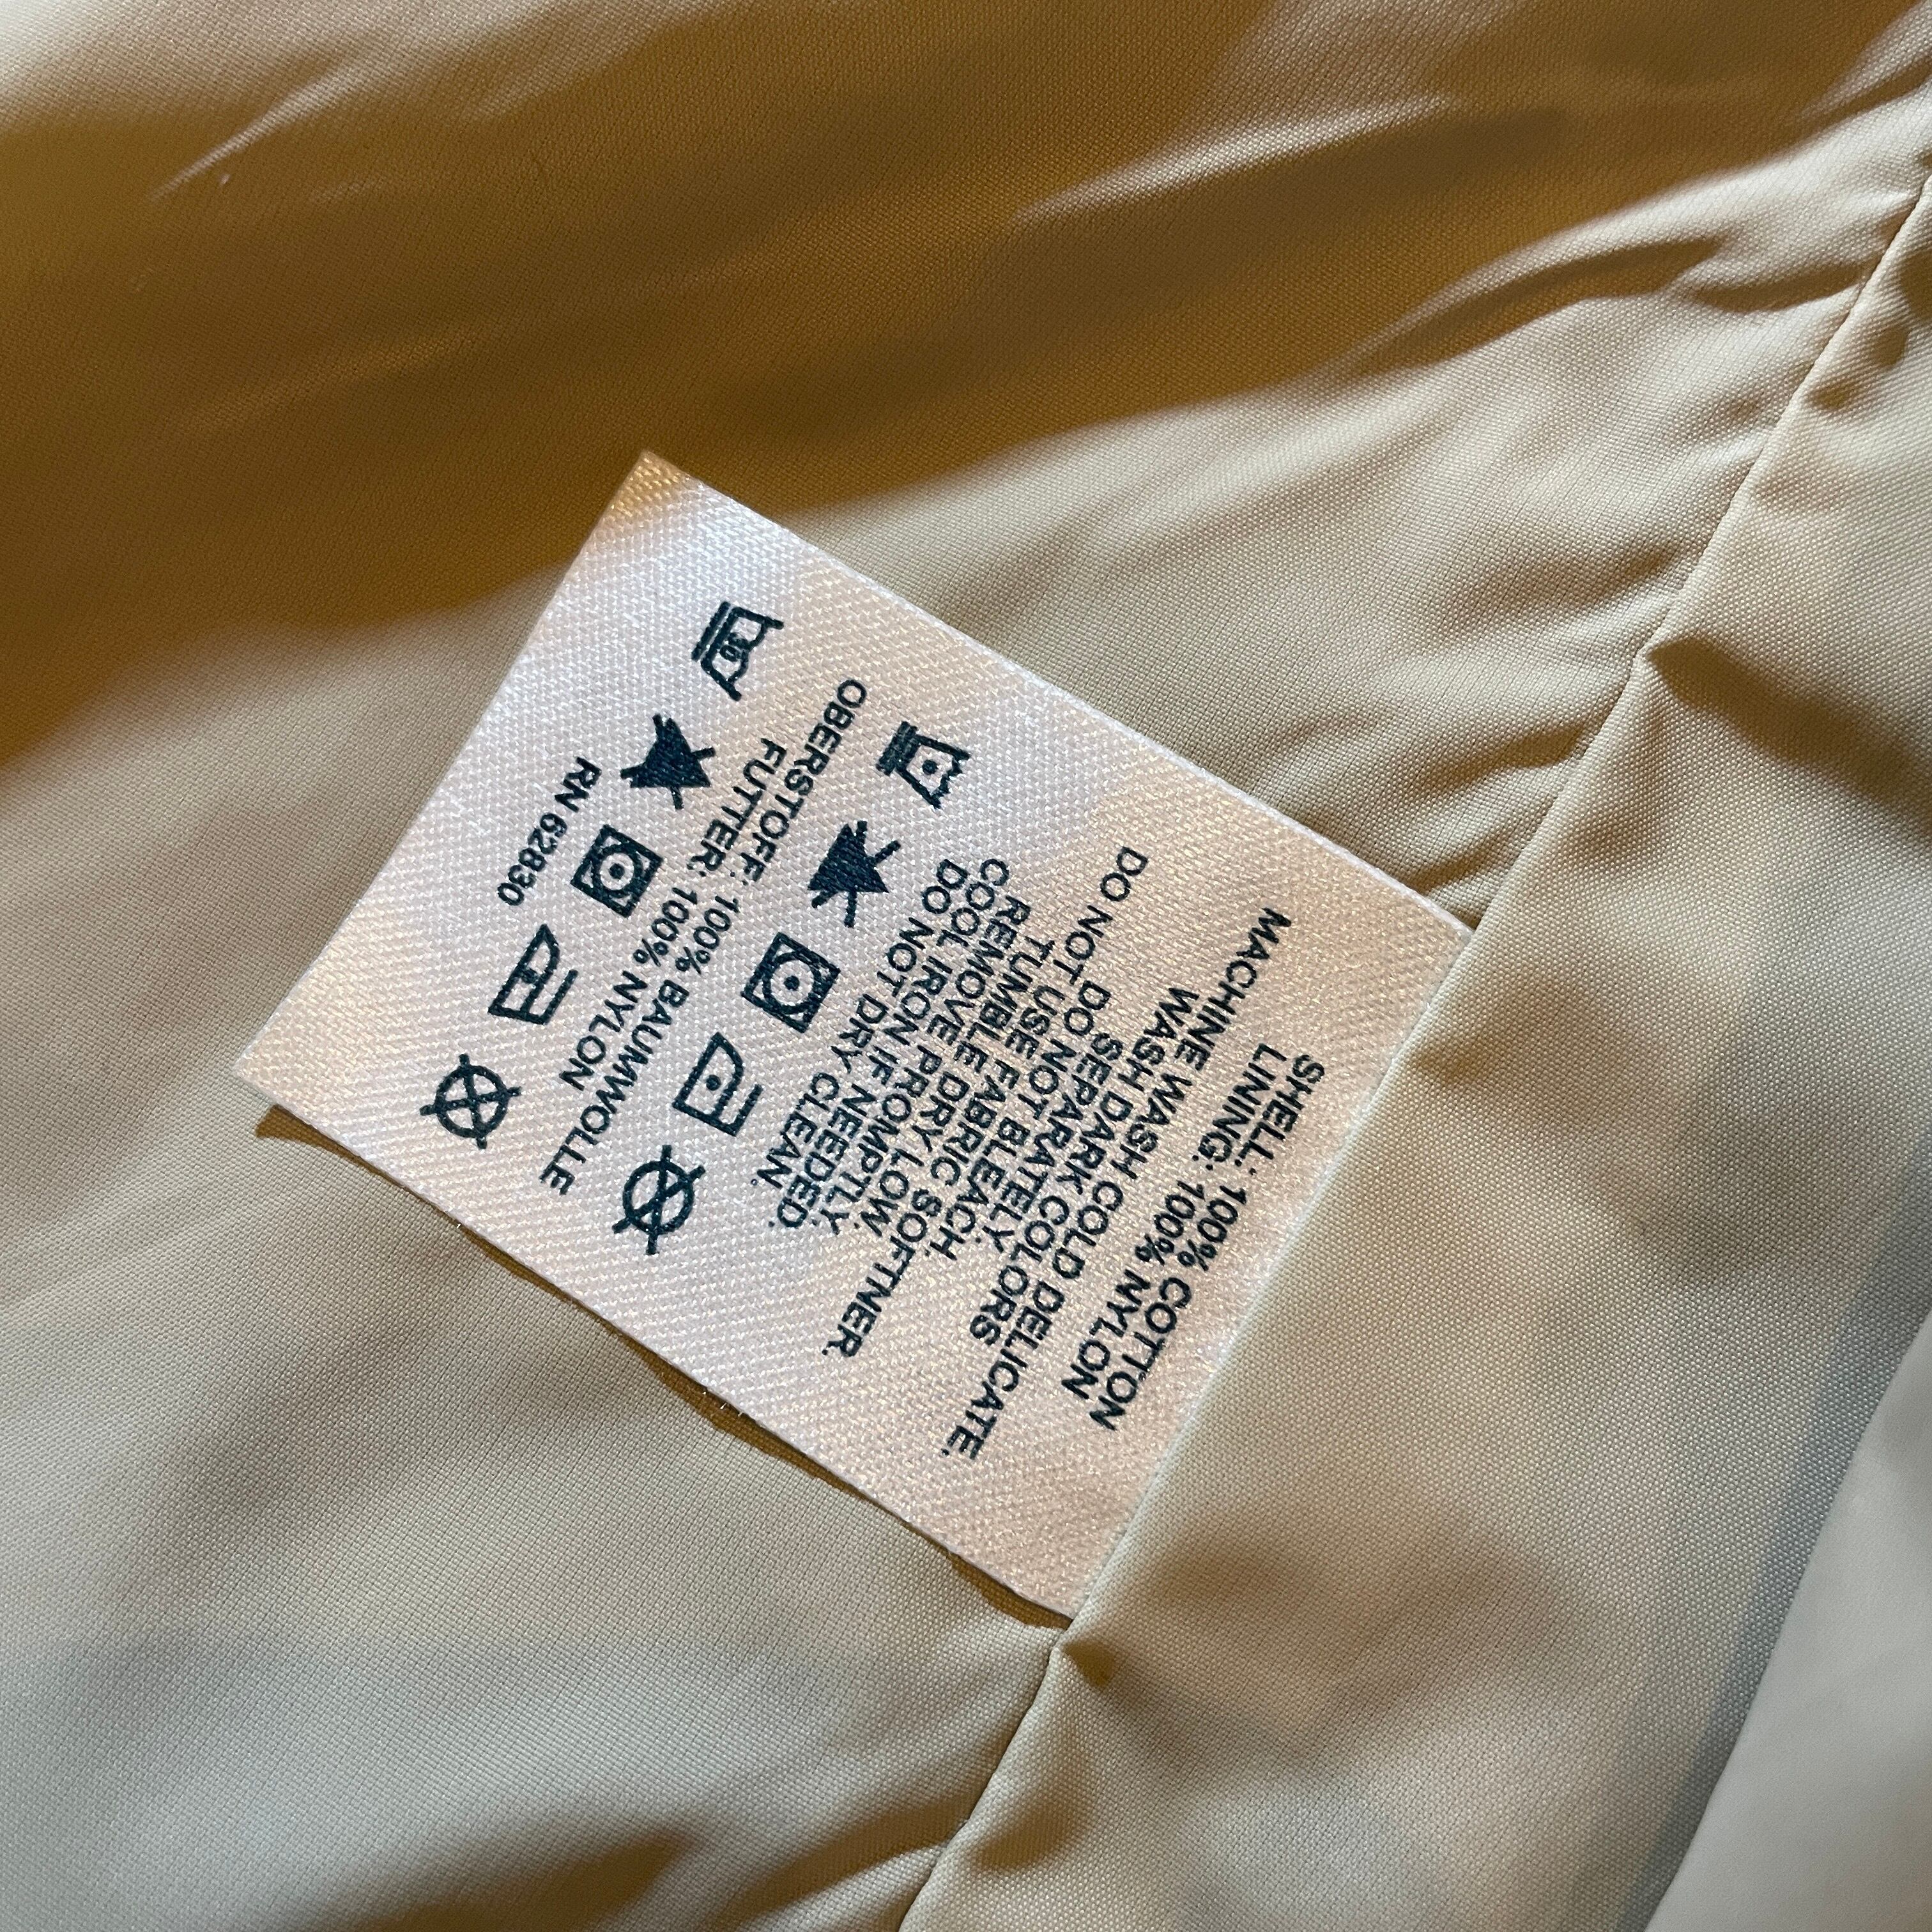 SHELL: 100% COTTON
LINING: 100% NYLON
MACHINE WASH COLD DELICATE.
WASH DARK COLORS
SEPARATELY.
DO NOT BLEACH.
DO NOT USE FABRIC SOFTNER.
TUMBLE DRY LOW.
REMOVE PROMPTLY.
COOL IRON IF NEEDED.
DO NOT DRY CLEAN.
OBERSTOFF: 100% BAUMWOLLE
FUTTER: 100% NYLON
30
RN 62830